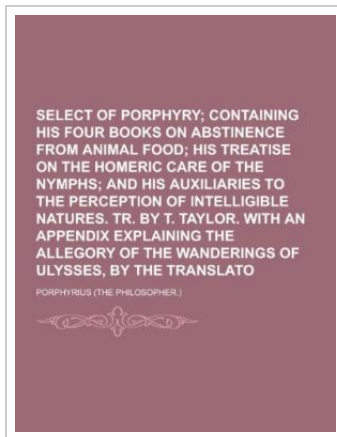 SELECT OF PORPHYRY; CONTAINING
HIS FOUR BOOKS ON ABSTINENCE
FROM ANIMAL FOOD; HIS TREATISE
ON THE HOMERIC CARE OF THE
NYMPHS; AND HIS AUXILIARIES TO
THE PERCEPTION OF INTELLIGIBLE
NATURES. TR. BY T. TAYLOR. WITH AN
APPENDIX EXPLAINING THE
ALLEGORY OF THE WANDERINGS OF
ULYSSES, BY THE TRANSLATO
PORPHYRIUS (THE PHILOSOPHER.)